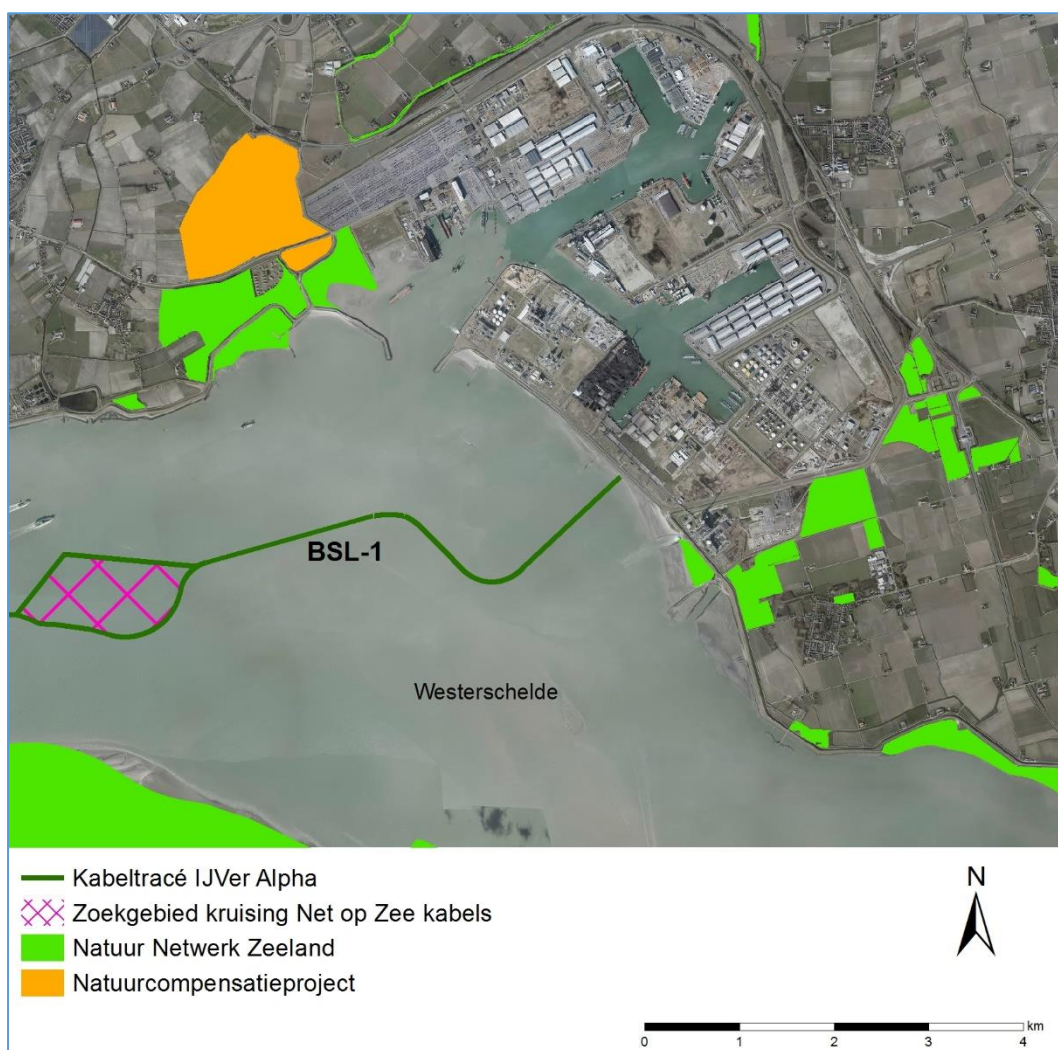 BSL-1
Westerschelde
Kabeltracé IJVer Alpha
Zoekgebied kruising Net op Zee kabels
Natuur Netwerk Zeeland
Natuurcompensatieproject
N
km
0 1 2 3 4